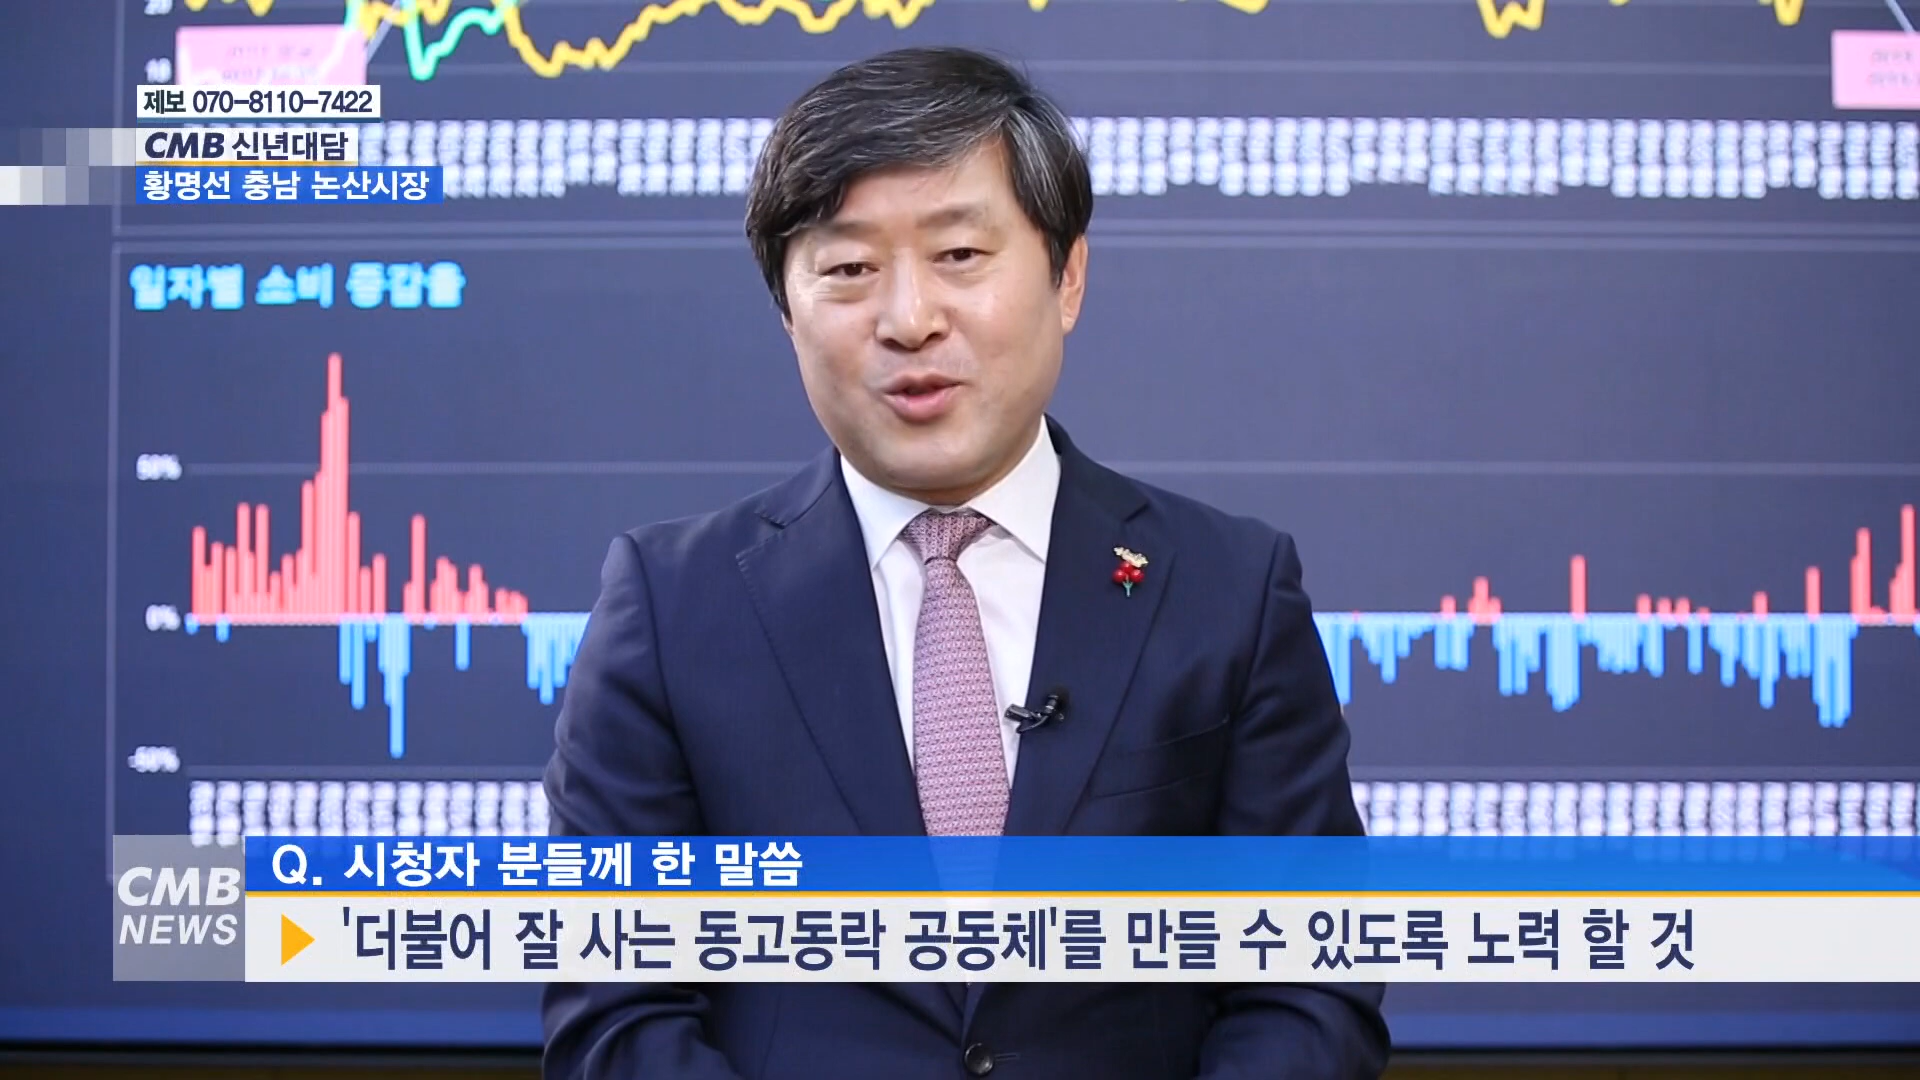 20
10
제보 070-8110-7422
CMB 신년대담
황명선 충남 논산시장
일자별 소비 증감율
50%
0%
-50%
CMB
NEWS
Q. 시청자 분들께 한 말씀
'더불어 잘 사는 동고동락 공동체'를 만들 수 있도록 노력 할 것